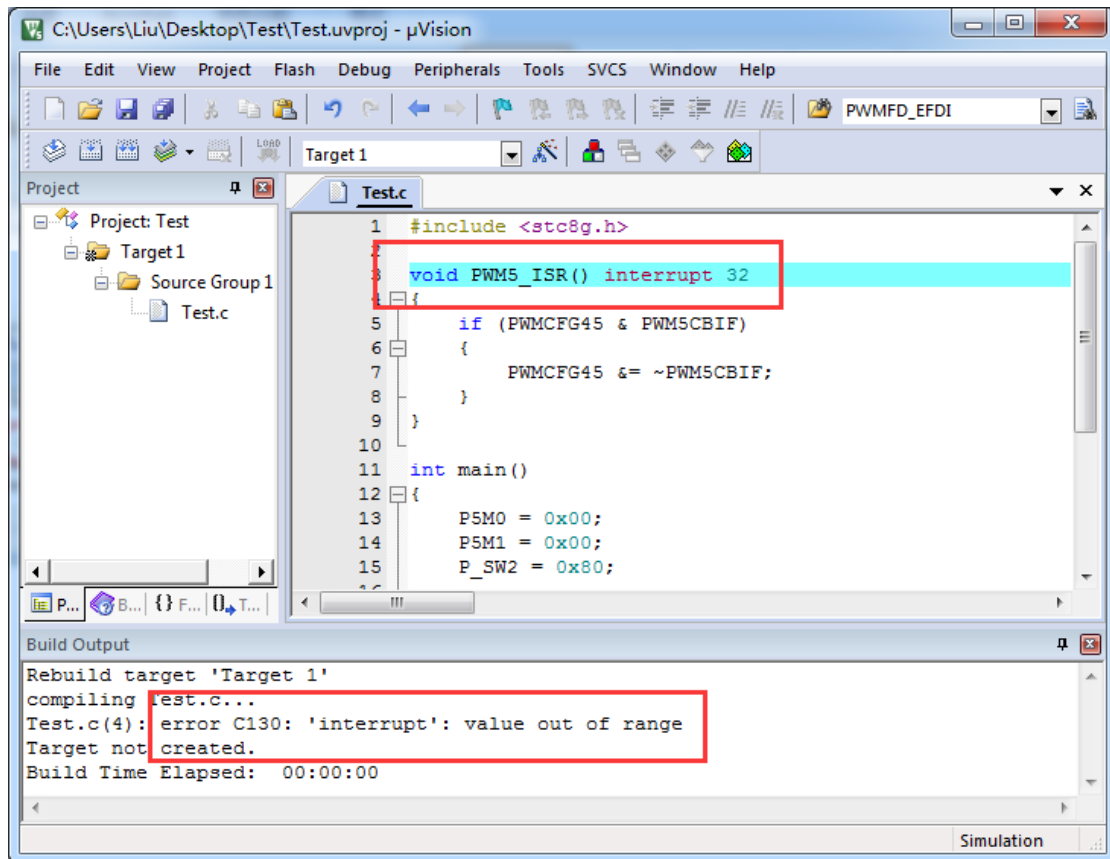 C:\Users\Liu\Desktop\Test\Test.uvproj - µVision
File Edit View Project Flash Debug Peripherals Tools SVCS Window Help
PWMFD_EFDI
LOAD
Target 1
Project
Project: Test
Target 1
Source Group 1
Test.c
P... B... {} F... 0 T...
Test.c
1 #include <stc8g.h>
2
3 void PWM5_ISR() interrupt 32
4 {
5 if (PWMCFG45 & PWM5CBIF)
6 {
7 PWMCFG45 &= ~PWM5CBIF;
8 }
9 }
10
11 int main()
12 {
13 P5M0 = 0x00;
14 P5M1 = 0x00;
15 P_SW2 = 0x80;
Build Output
Rebuild target 'Target 1'
compiling Test.c...
Test.c(4): error C130: 'interrupt': value out of range
Target not created.
Build Time Elapsed: 00:00:00
Simulation